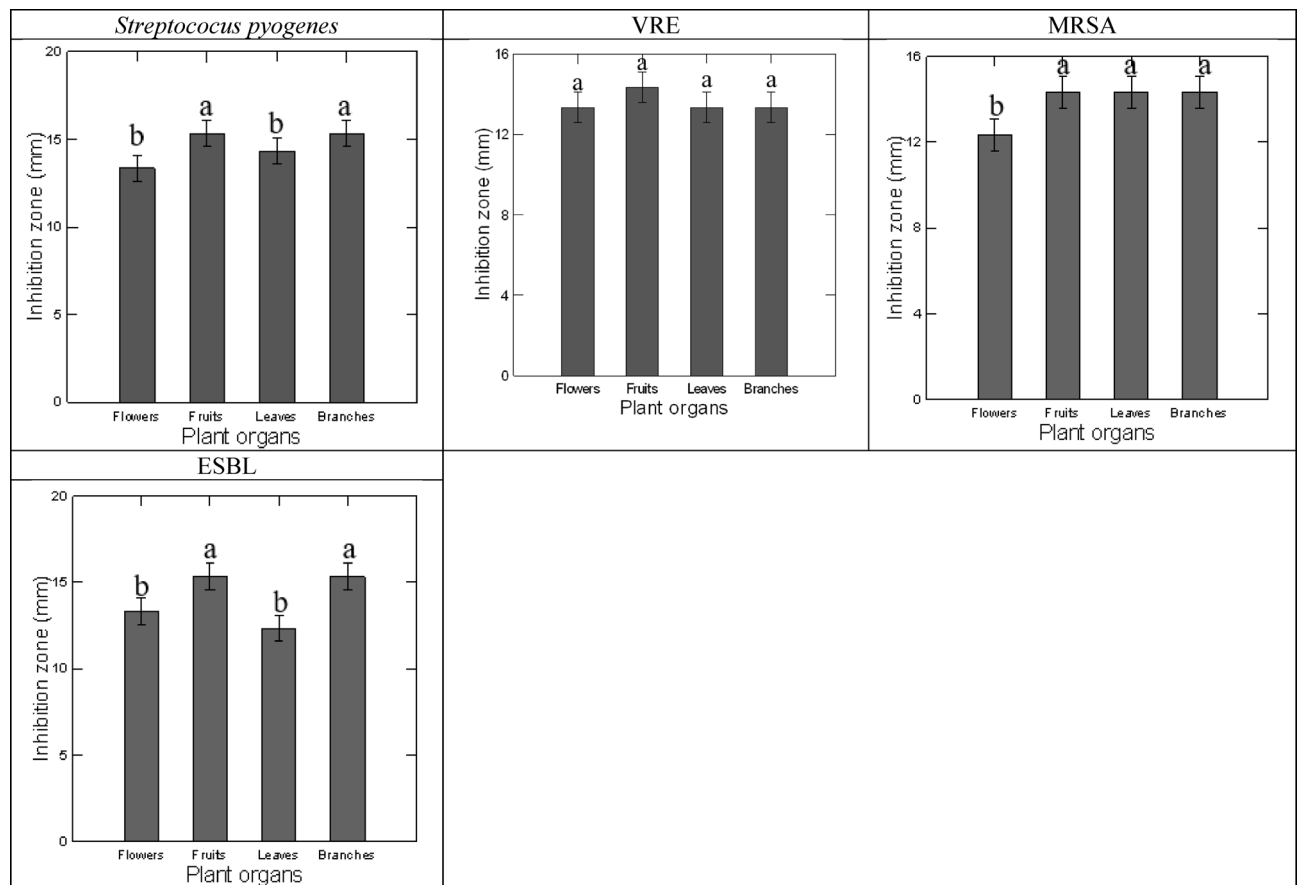 Streptococus pyogenes
20
15
10
5
0
b
a
b
a
Inhibition zone (mm)
Flowers Fruits Leaves Branches
Plant organs
VRE
16
12
8
4
0
a
a
a
a
Inhibition zone (mm)
Flowers Fruits Leaves Branches
Plant organs
MRSA
16
12
8
4
0
b
a
a
a
Inhibition zone (mm)
Flowers Fruits Leaves Branches
Plant organs
ESBL
20
15
10
5
0
b
a
b
a
Inhibition zone (mm)
Flowers Fruits Leaves Branches
Plant organs